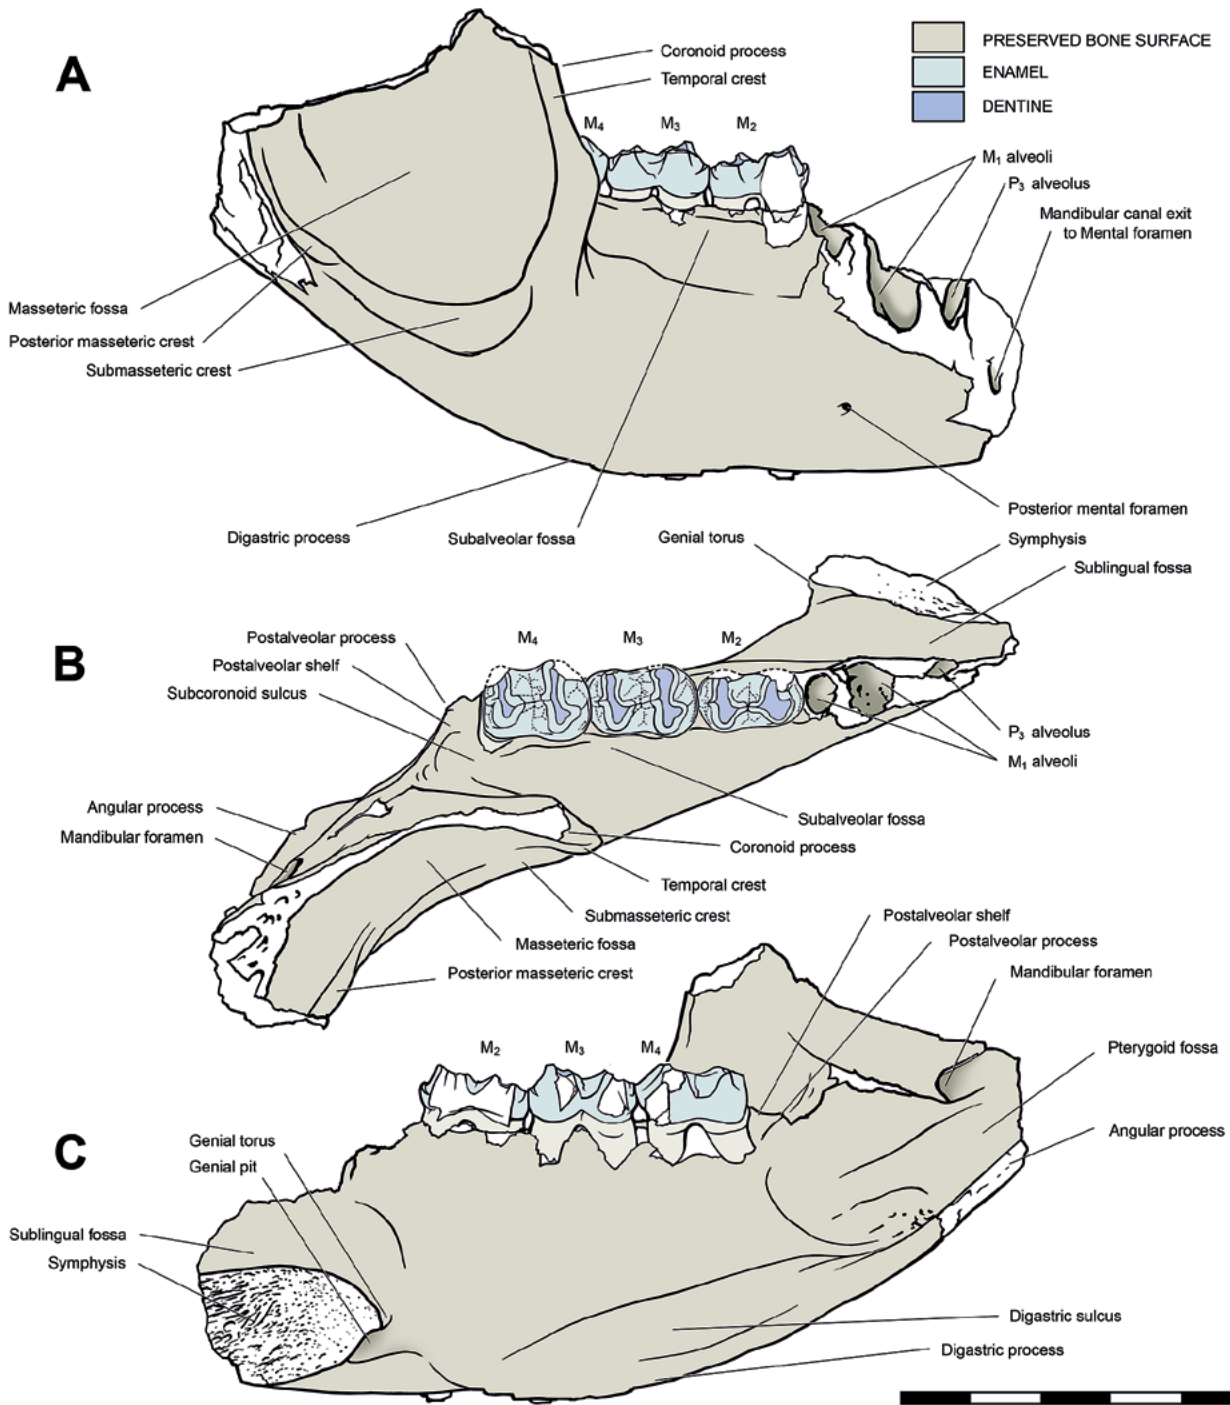 A
Coronoid process
Temporal crest
PRESERVED BONE SURFACE
ENAMEL
DENTINE
M4
M3
M2
M1 alveoli
P3 alveolus
Mandibular canal exit
to Mental foramen
Masseteric fossa
Posterior masseteric crest
Submasseteric crest
Digastric process
Subalveolar fossa
Posterior mental foramen
B
Genial torus
Symphysis
Sublingual fossa
Postalveolar process
Postalveolar shelf
Subcoronoid sulcus
M4
M3
M2
P3 alveolus
M1 alveoli
Angular process
Mandibular foramen
Subalveolar fossa
Coronoid process
Temporal crest
Submasseteric crest
Masseteric fossa
Posterior masseteric crest
C
Postalveolar shelf
Postalveolar process
Mandibular foramen
M2
M3
M4
Pterygoid fossa
Angular process
Genial torus
Genial pit
Sublingual fossa
Symphysis
Digastric sulcus
Digastric process